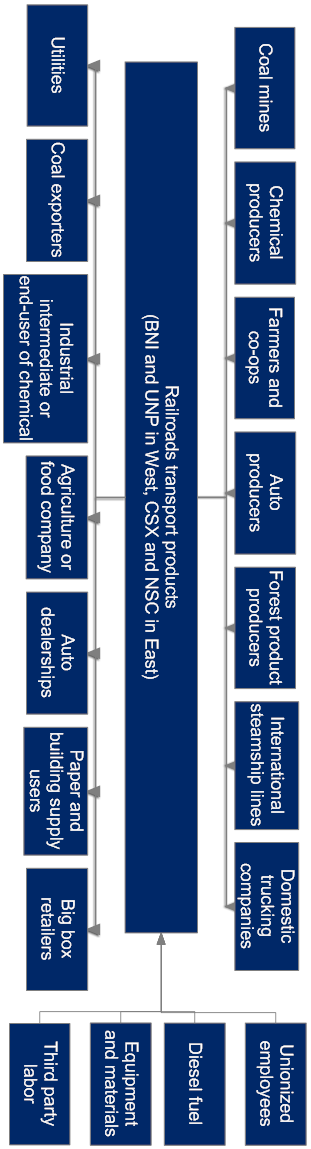 Coal mines
Chemical
producers
Farmers and
co-ops
Auto
producers
Forest product
producers
International
steamship lines
Domestic
trucking
companies
Railroads transport products
(BNI and UNP in West, CSX and NSC in East)
Utilities
Coal exporters
Industrial
intermediate or
end-user of chemical
Agriculture or
food company
Auto
dealerships
Paper and
building supply
users
Big box
retailers
Unionized
employees
Diesel fuel
Equipment
and materials
Third party
labor